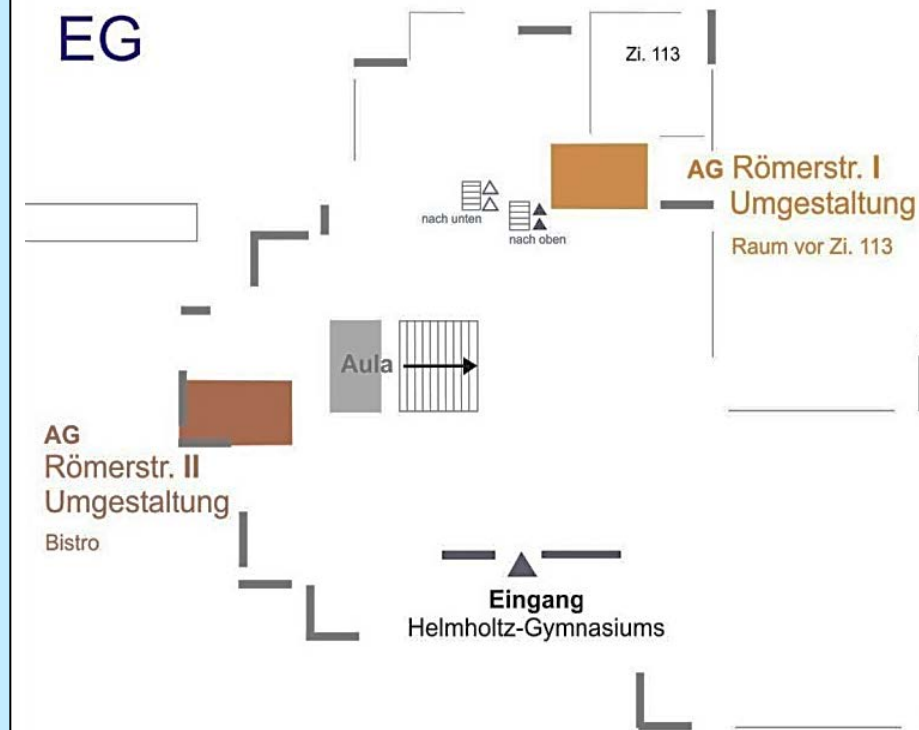 EG
Zi. 113
AG Römerstr. I
Umgestaltung
Raum vor Zi. 113
nach unten
nach oben
Aula
AG
Römerstr. II
Umgestaltung
Bistro
Eingang
Helmholtz-Gymnasiums